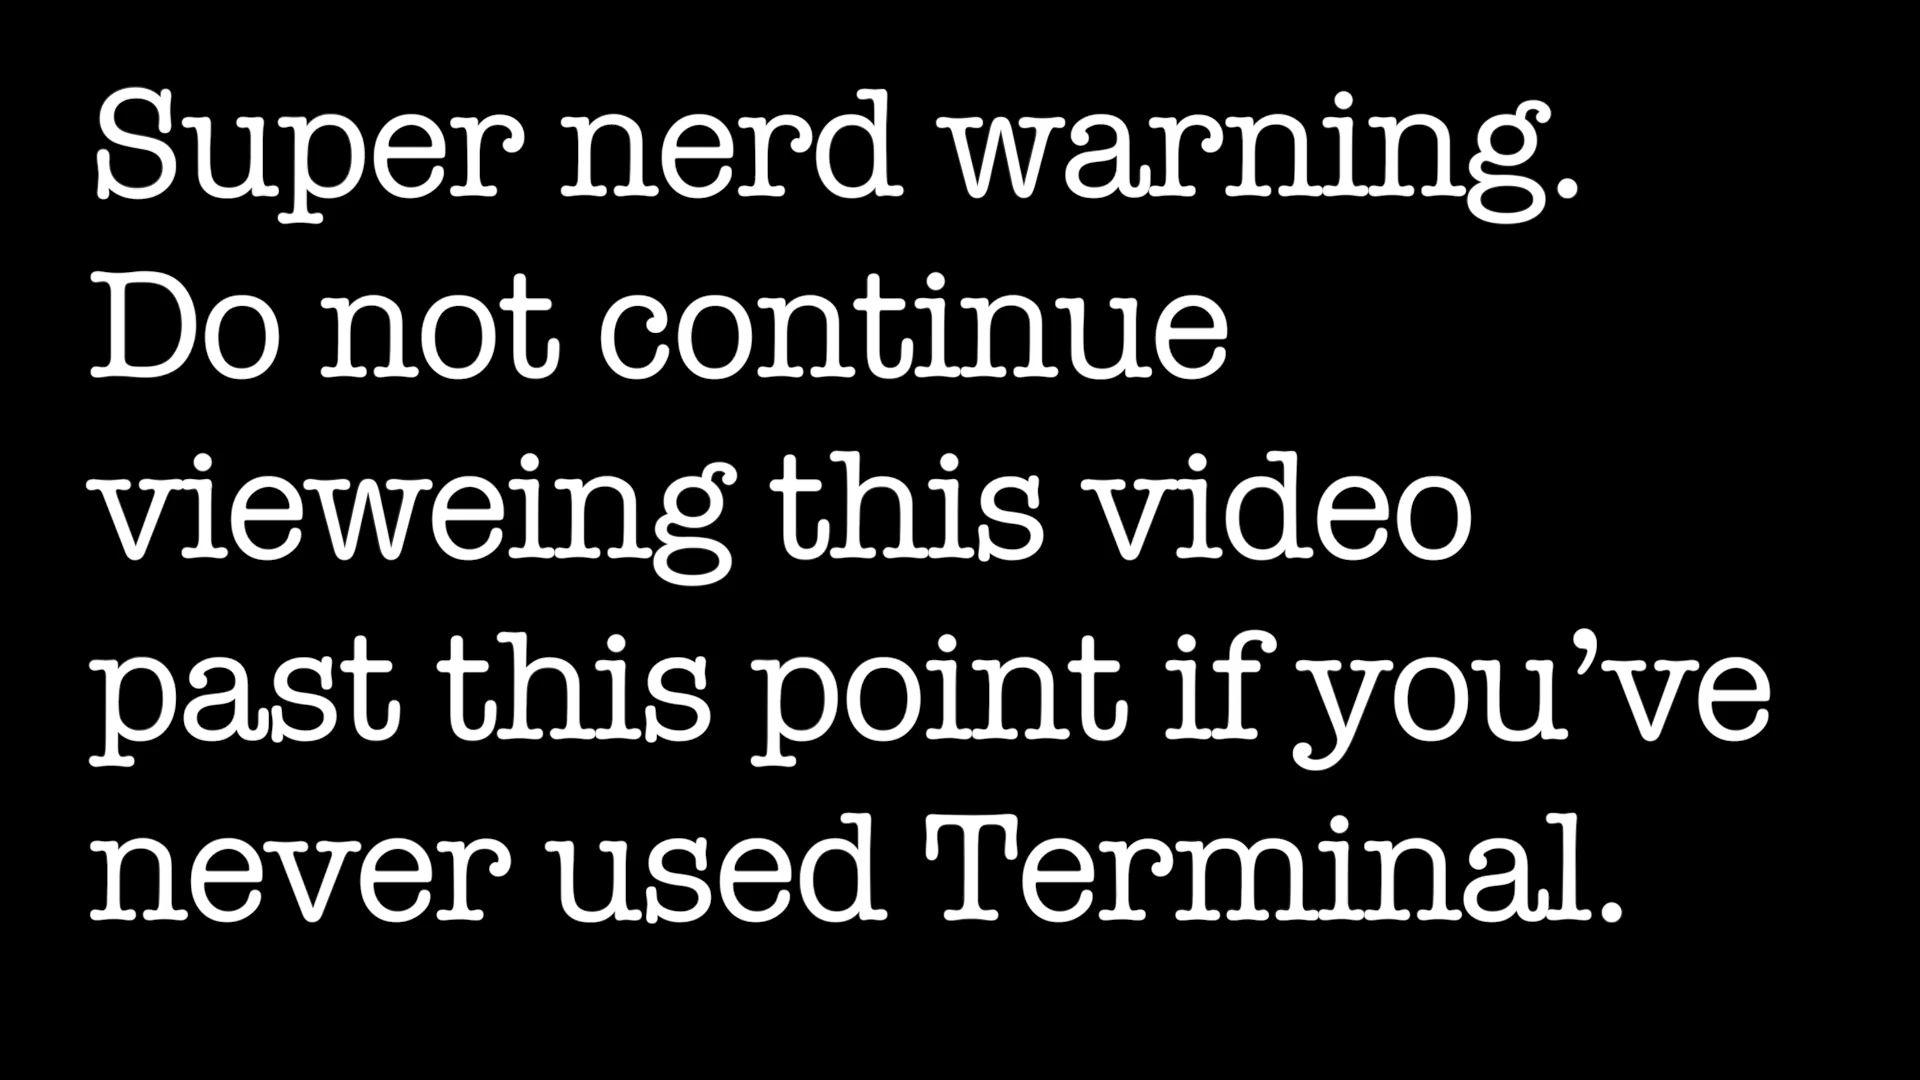 Super nerd warning.
Do not continue
vieweing this video
past this point if you’ve
never used Terminal.